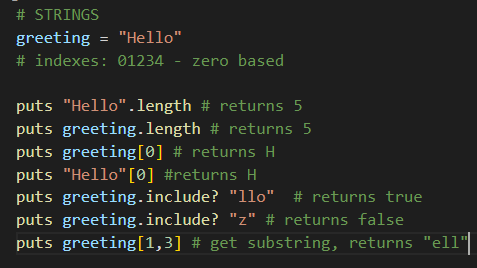 # STRINGS
greeting = "Hello"
# indexes: 01234 - zero based
puts "Hello".length # returns 5
puts greeting.length # returns 5
puts greeting[0] # returns H
puts "Hello"[0] #returns H
puts greeting.include? "llo"  # returns true
puts greeting.include? "z" # returns false
puts greeting[1,3] # get substring, returns "ell"